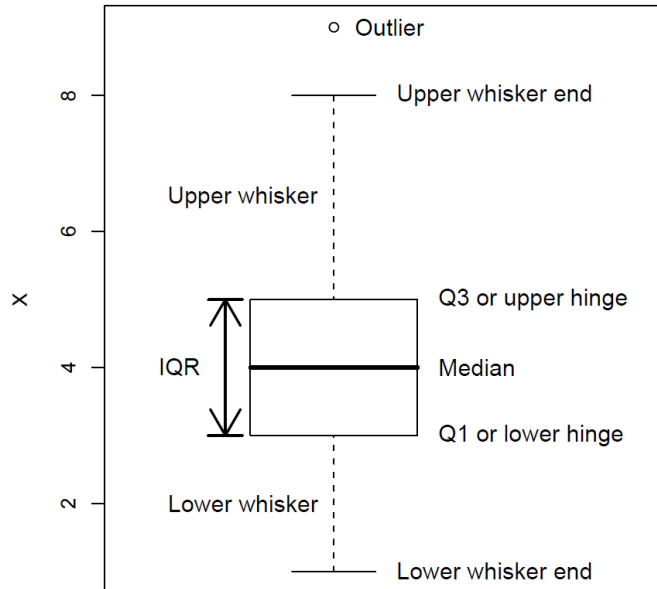 Outlier
8
Upper whisker end
Upper whisker
6
Q3 or upper hinge
X
IQR
4
Median
Q1 or lower hinge
2
Lower whisker
Lower whisker end